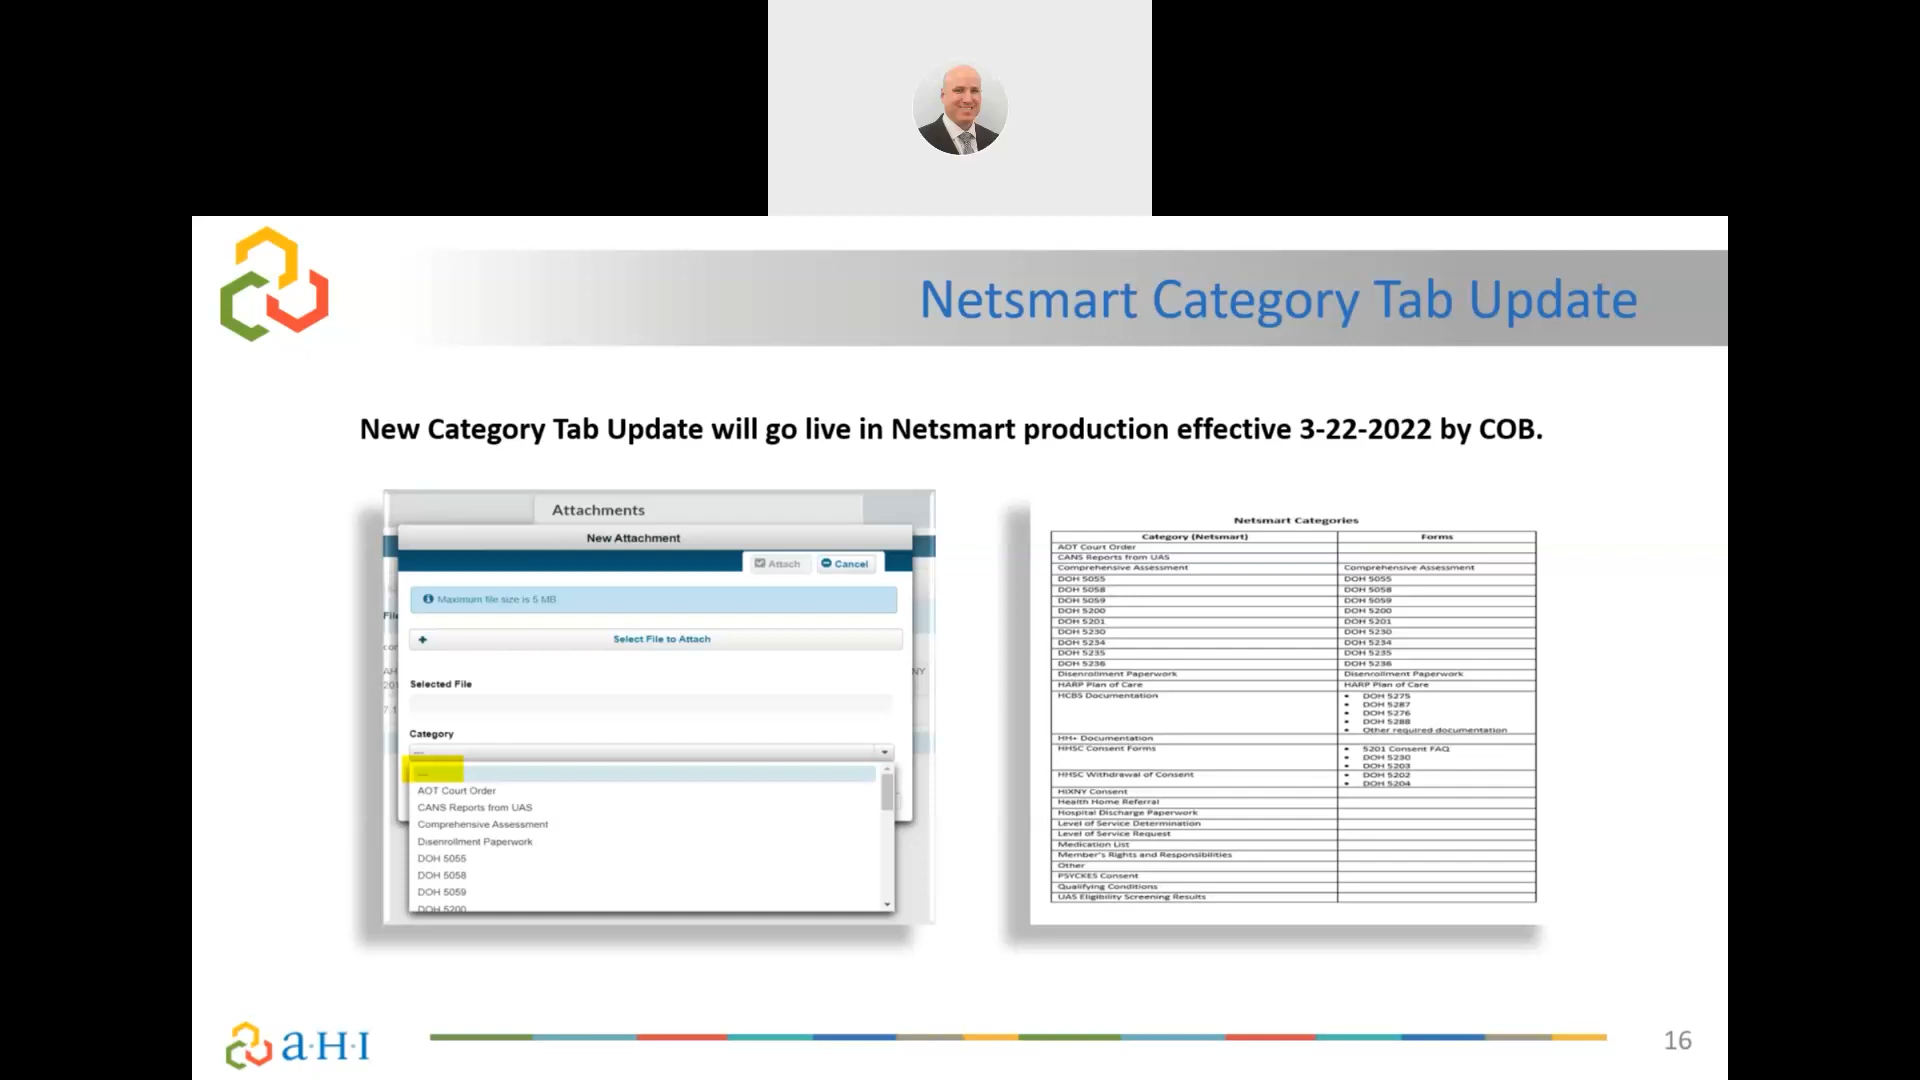 Netsmart Category Tab Update
New Category Tab Update will go live in Netsmart production effective 3-22-2022 by COB.
Attachments
New Attachment
Attach Cancel
Maximum file size is 5 MB
File
Select File to Attach
NY
Selected File
Category
---
---
AOT Court Order
CANS Reports from UAS
Comprehensive Assessment
Disenrollment Paperwork
DOH 5055
DOH 5058
DOH 5059
DOH 5200
Netsmart Categories
Category (Netsmart) Forms
AOT Court Order
CANS Reports from UAS
Comprehensive Assessment Comprehensive Assessment
DOH 5055 DOH 5055
DOH 5058 DOH 5058
DOH 5059 DOH 5059
DOH 5200 DOH 5200
DOH 5201 DOH 5201
DOH 5230 DOH 5230
DOH 5234 DOH 5234
DOH 5235 DOH 5235
DOH 5236 DOH 5236
Disenrollment Paperwork Disenrollment Paperwork
HARP Plan of Care HARP Plan of Care
HCBS Documentation • DOH 5275
• DOH 5287
• DOH 5276
• DOH 5288
• Other required documentation
HH+ Documentation
HHSC Consent Forms • 5201 Consent FAQ
• DOH 5230
• DOH 5203
HHSC Withdrawal of Consent • DOH 5202
• DOH 5204
HIXNY Consent
Health Home Referral
Hospital Discharge Paperwork
Level of Service Determination
Level of Service Request
Medication List
Member's Rights and Responsibilities
Other
PSYCKES Consent
Qualifying Conditions
UAS Eligibility Screening Results
a·H·I
16